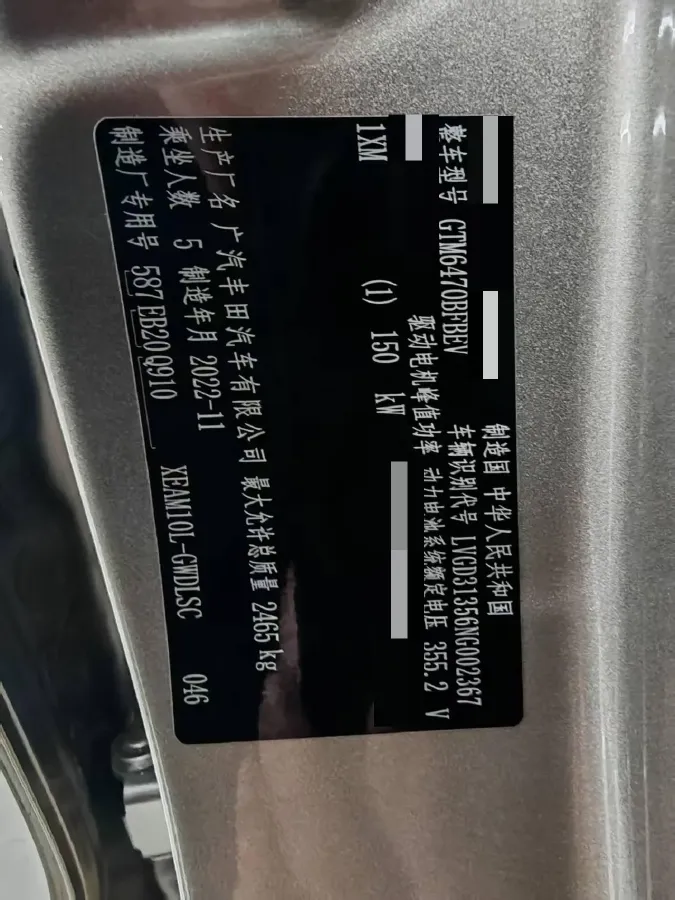 制造国 中华人民共和国
整车型号 GTM6470BFBEV 车辆识别代号 LVGD31356NG002367
驱动电机峰值功率 动力电池系统额定电压 355.2 V
1XM (1) 150 kW
生产厂名 广汽丰田汽车有限公司 最大允许总质量 2465 kg
乘坐人数 5 制造年月 2022-11
制造厂专用号 587 EB20Q910 XEAM10L-GWDLSC 046